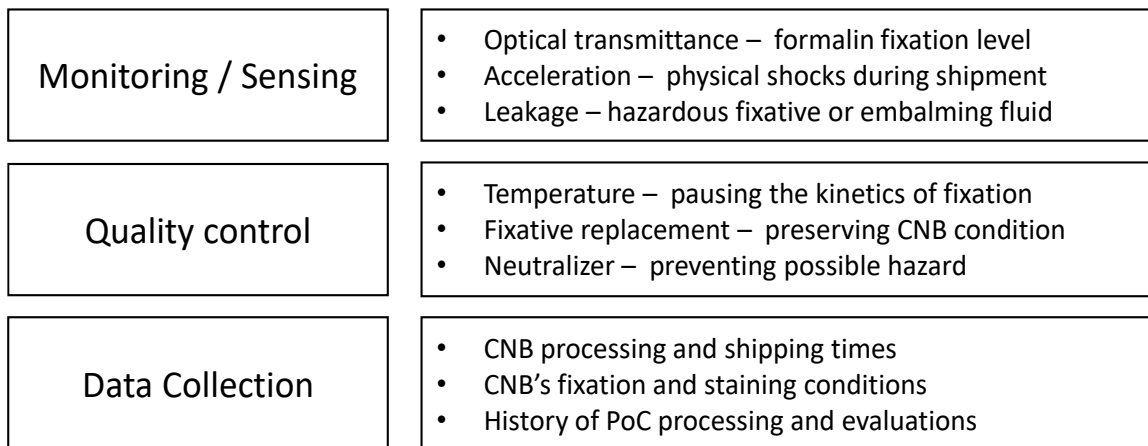 Monitoring / Sensing
• Optical transmittance – formalin fixation level
• Acceleration – physical shocks during shipment
• Leakage – hazardous fixative or embalming fluid
Quality control
• Temperature – pausing the kinetics of fixation
• Fixative replacement – preserving CNB condition
• Neutralizer – preventing possible hazard
Data Collection
• CNB processing and shipping times
• CNB's fixation and staining conditions
• History of PoC processing and evaluations